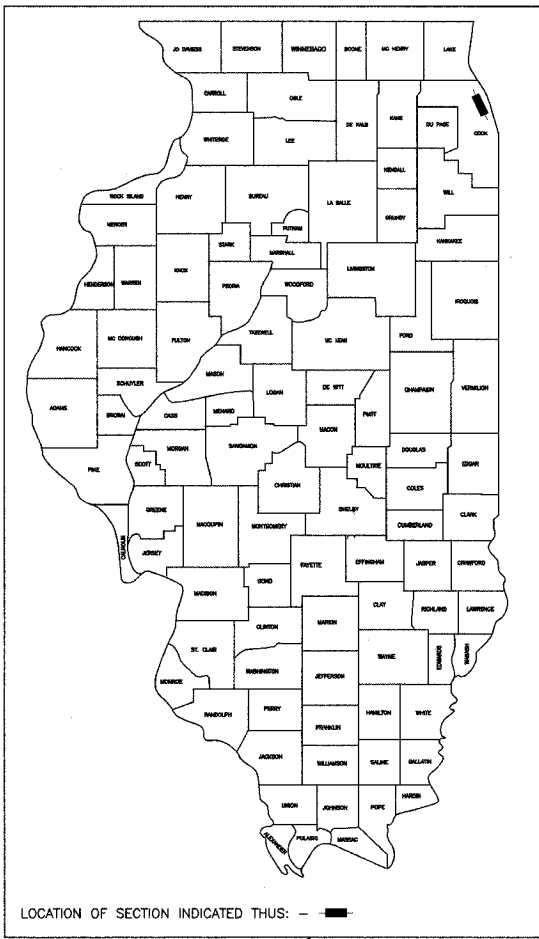 JO DAVIESS STEVENSON WINNEBAGO BOONE MC HENRY LAKE
CARROLL OGLE DE KALB KANE DU PAGE COOK
WHITESIDE LEE KENDALL WILL
ROCK ISLAND HENRY BUREAU LA SALLE GRUNDY
MERCER STARK PUTNAM KANKAKEE
HENDERSON WARREN KNOX MARSHALL LIVINGSTON
PEORIA WOODFORD IROQUOIS
HANCOCK MC DONOUGH FULTON TAZEWELL MC LEAN FORD
SCHUYLER MASON LOGAN DE WITT CHAMPAIGN VERMILION
ADAMS BROWN CASS MENARD MACON PIATT
PIKE SCOTT MORGAN SANGAMON MOULTRIE DOUGLAS EDGAR
CHRISTIAN COLES
GREENE MACOUPIN MONTGOMERY SHELBY CUMBERLAND CLARK
CALHOUN JERSEY FAYETTE EFFINGHAM JASPER CRAWFORD
MADISON BOND CLAY RICHLAND LAWRENCE
CLINTON MARION
ST. CLAIR WASHINGTON JEFFERSON WAYNE EDWARDS WABASH
MONROE RANDOLPH PERRY FRANKLIN HAMILTON WHITE
JACKSON WILLIAMSON SALINE GALLATIN
UNION JOHNSON POPE HARDIN
ALEXANDER PULASKI MASSAC
LOCATION OF SECTION INDICATED THUS: –